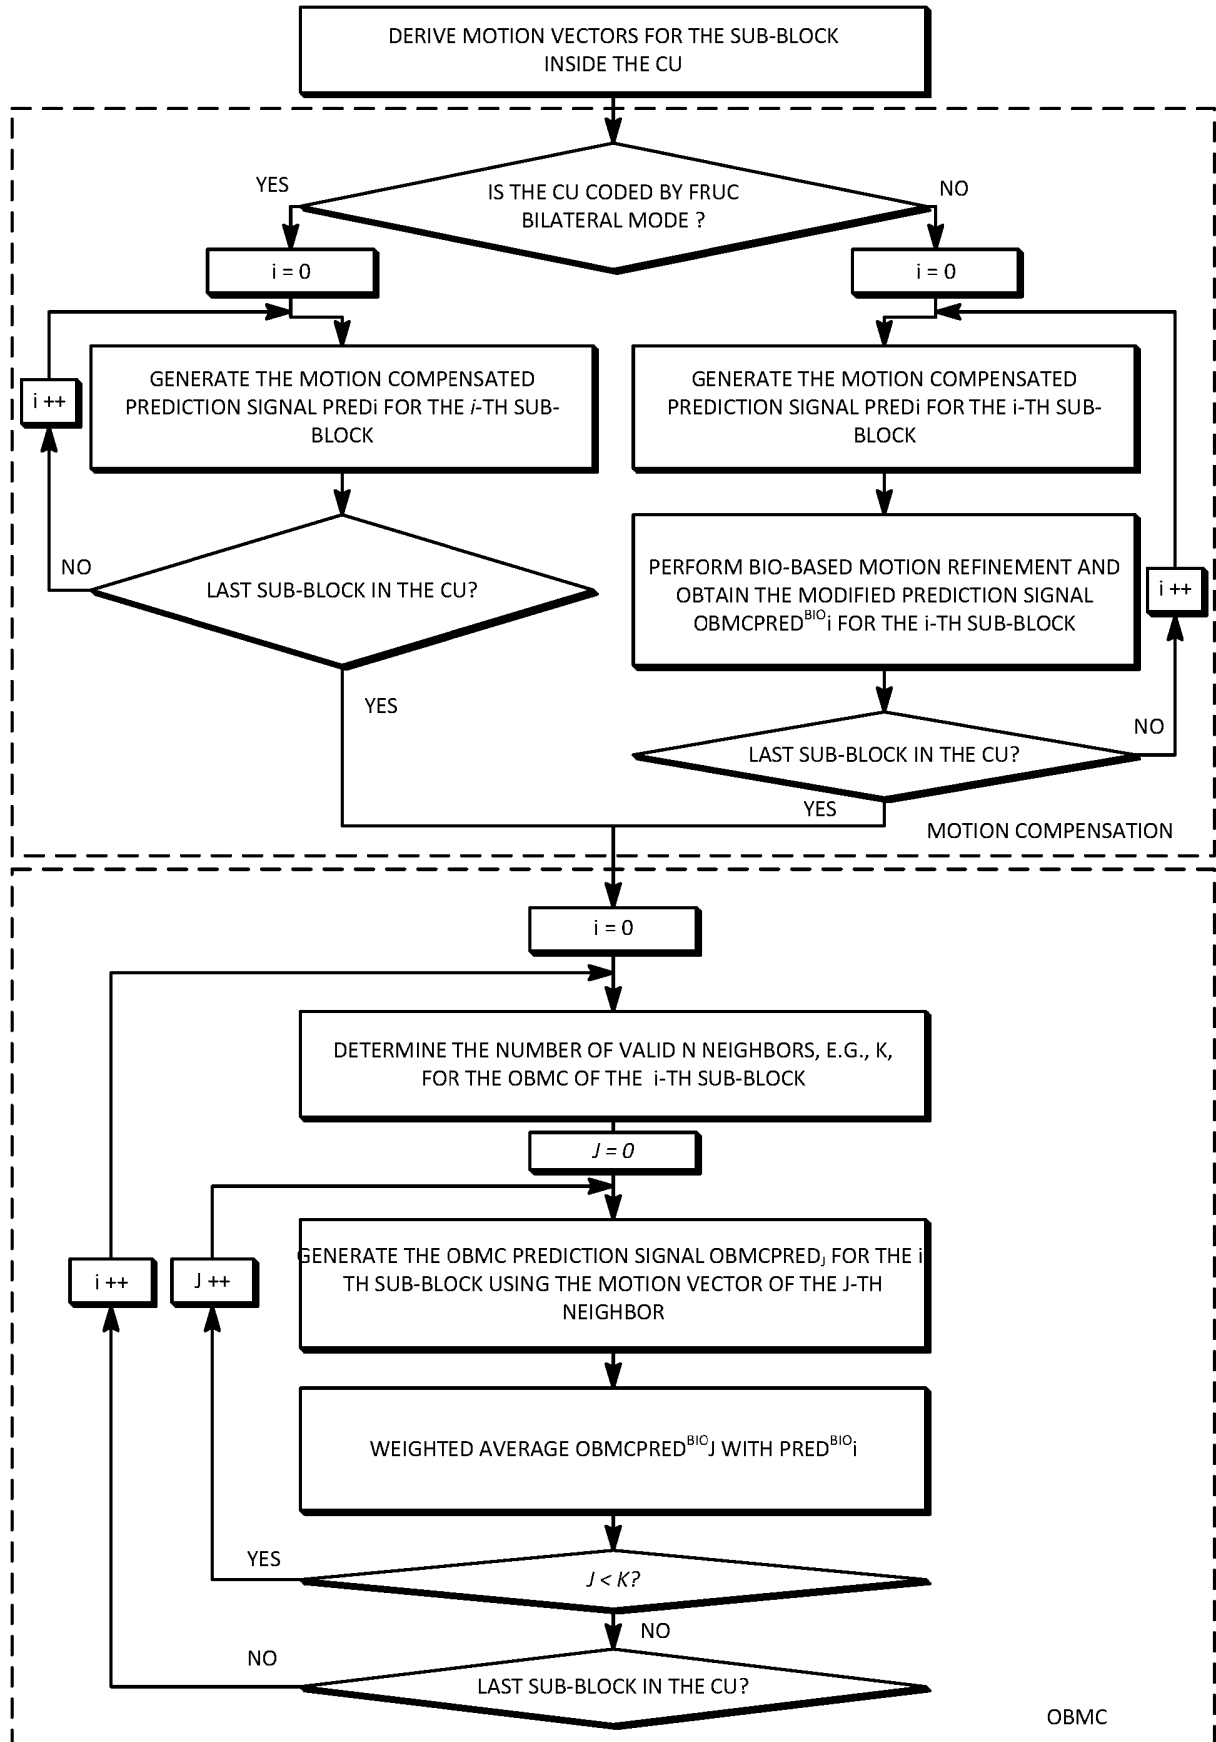 DERIVE MOTION VECTORS FOR THE SUB-BLOCK
INSIDE THE CU
YES
IS THE CU CODED BY FRUC
BILATERAL MODE ?
NO
i = 0
i = 0
i ++
GENERATE THE MOTION COMPENSATED
PREDICTION SIGNAL PREDi FOR THE i-TH SUB-
BLOCK
GENERATE THE MOTION COMPENSATED
PREDICTION SIGNAL PREDi FOR THE i-TH SUB-
BLOCK
NO
LAST SUB-BLOCK IN THE CU?
YES
PERFORM BIO-BASED MOTION REFINEMENT AND
OBTAIN THE MODIFIED PREDICTION SIGNAL
OBMCPRED^BIO i FOR THE i-TH SUB-BLOCK
i ++
LAST SUB-BLOCK IN THE CU?
NO
YES
MOTION COMPENSATION
i = 0
DETERMINE THE NUMBER OF VALID N NEIGHBORS, E.G., K,
FOR THE OBMC OF THE i-TH SUB-BLOCK
J = 0
i ++
J ++
GENERATE THE OBMC PREDICTION SIGNAL OBMCPREDJ FOR THE i
TH SUB-BLOCK USING THE MOTION VECTOR OF THE J-TH
NEIGHBOR
WEIGHTED AVERAGE OBMCPRED^BIO J WITH PRED^BIO i
YES
J < K?
NO
NO
LAST SUB-BLOCK IN THE CU?
OBMC